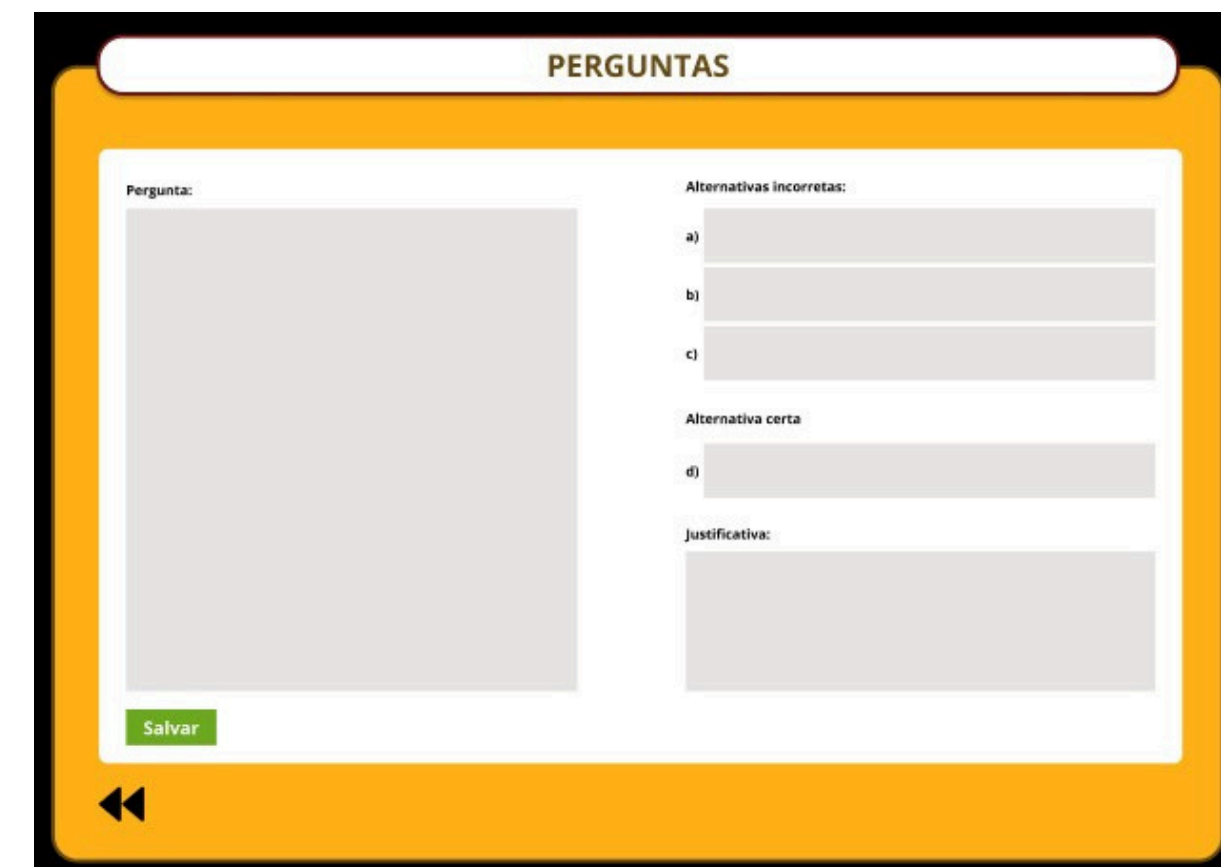 PERGUNTAS
Pergunta:
Alternativas incorretas:
a)
b)
c)
Alternativa certa
d)
Justificativa:
Salvar